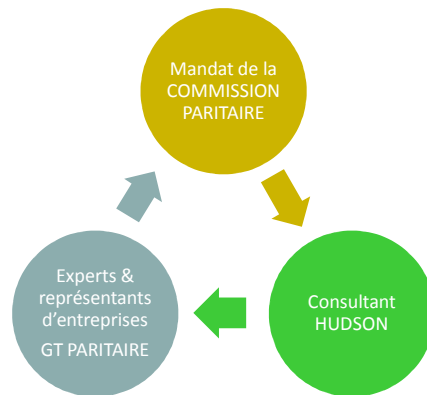 Mandat de la
COMMISSION
PARITAIRE
Experts &
représentants
d'entreprises
GT PARITAIRE
Consultant
HUDSON